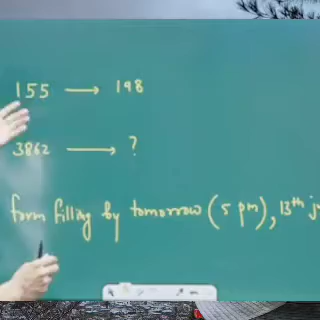 155 → 198
3862 → ?
form filling by tomorrow (5 pm), 13th